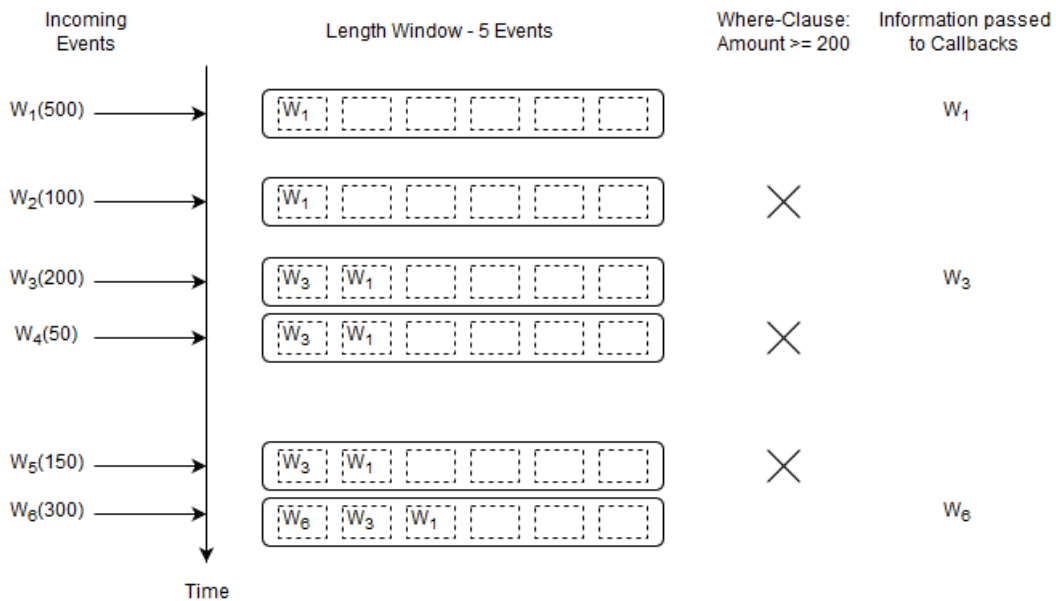 Incoming
Events
Length Window - 5 Events
Where-Clause:
Amount >= 200
Information passed
to Callbacks
W1(500)
W1
W1
W2(100)
W1
W3(200)
W3 W1
W3
W4(50)
W3 W1
W5(150)
W3 W1
W6(300)
W6 W3 W1
W6
Time